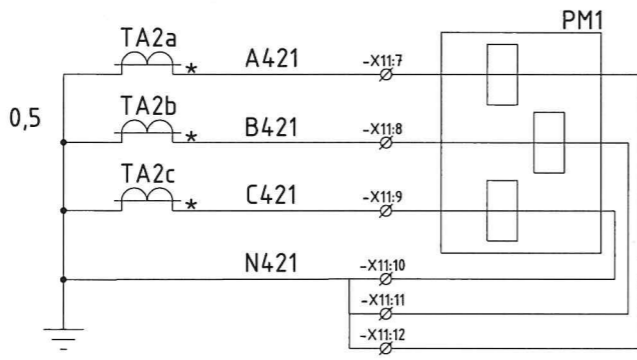 PM1
TA2a
*
A421
-X11:7
0,5
TA2b
*
B421
-X11:8
TA2c
*
C421
-X11:9
N421
-X11:10
-X11:11
-X11:12